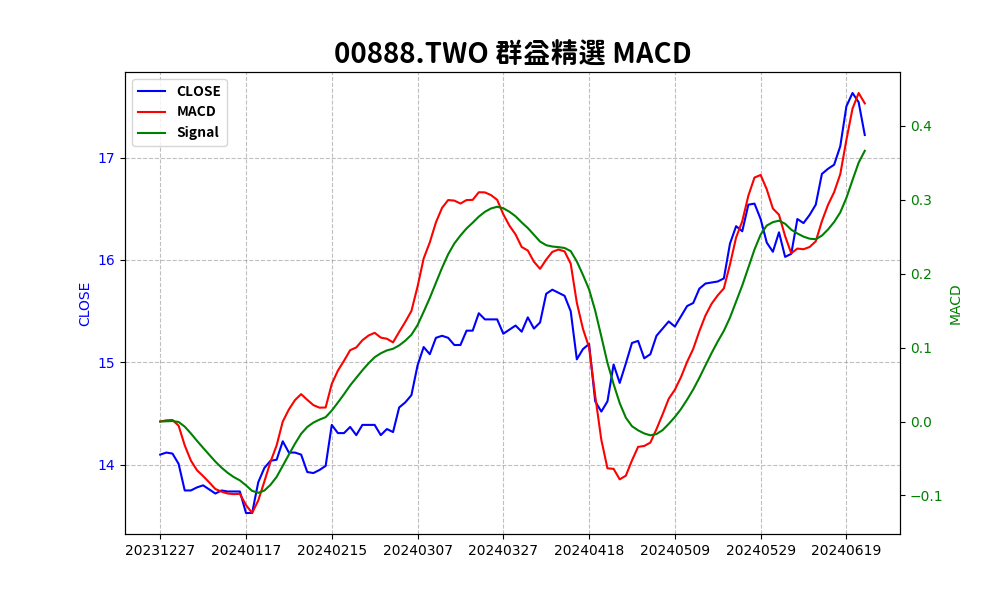 00888.TWO 群益精選 MACD
CLOSE
MACD
Signal
17
16
15
14
CLOSE
0.4
0.3
0.2
0.1
0.0
−0.1
MACD
20231227 20240117 20240215 20240307 20240327 20240418 20240509 20240529 20240619